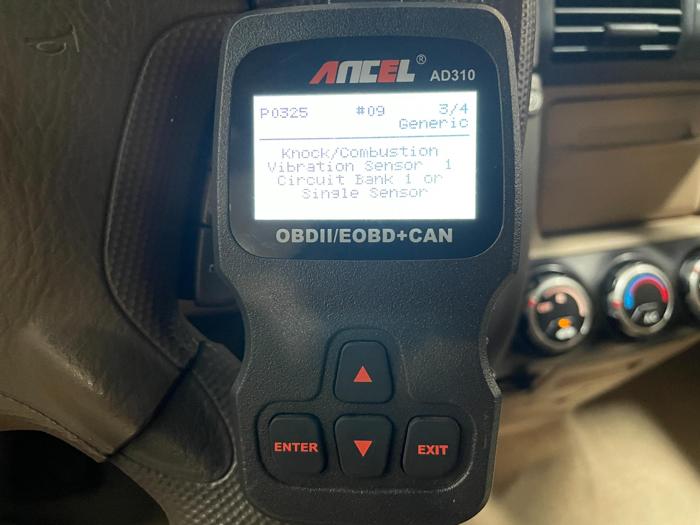 ANCEL® AD310
P0325 #09 3/4
Generic
Knock/Combustion
Vibration Sensor 1
Circuit Bank 1 or
Single Sensor
OBDII/EOBD+CAN
ENTER EXIT